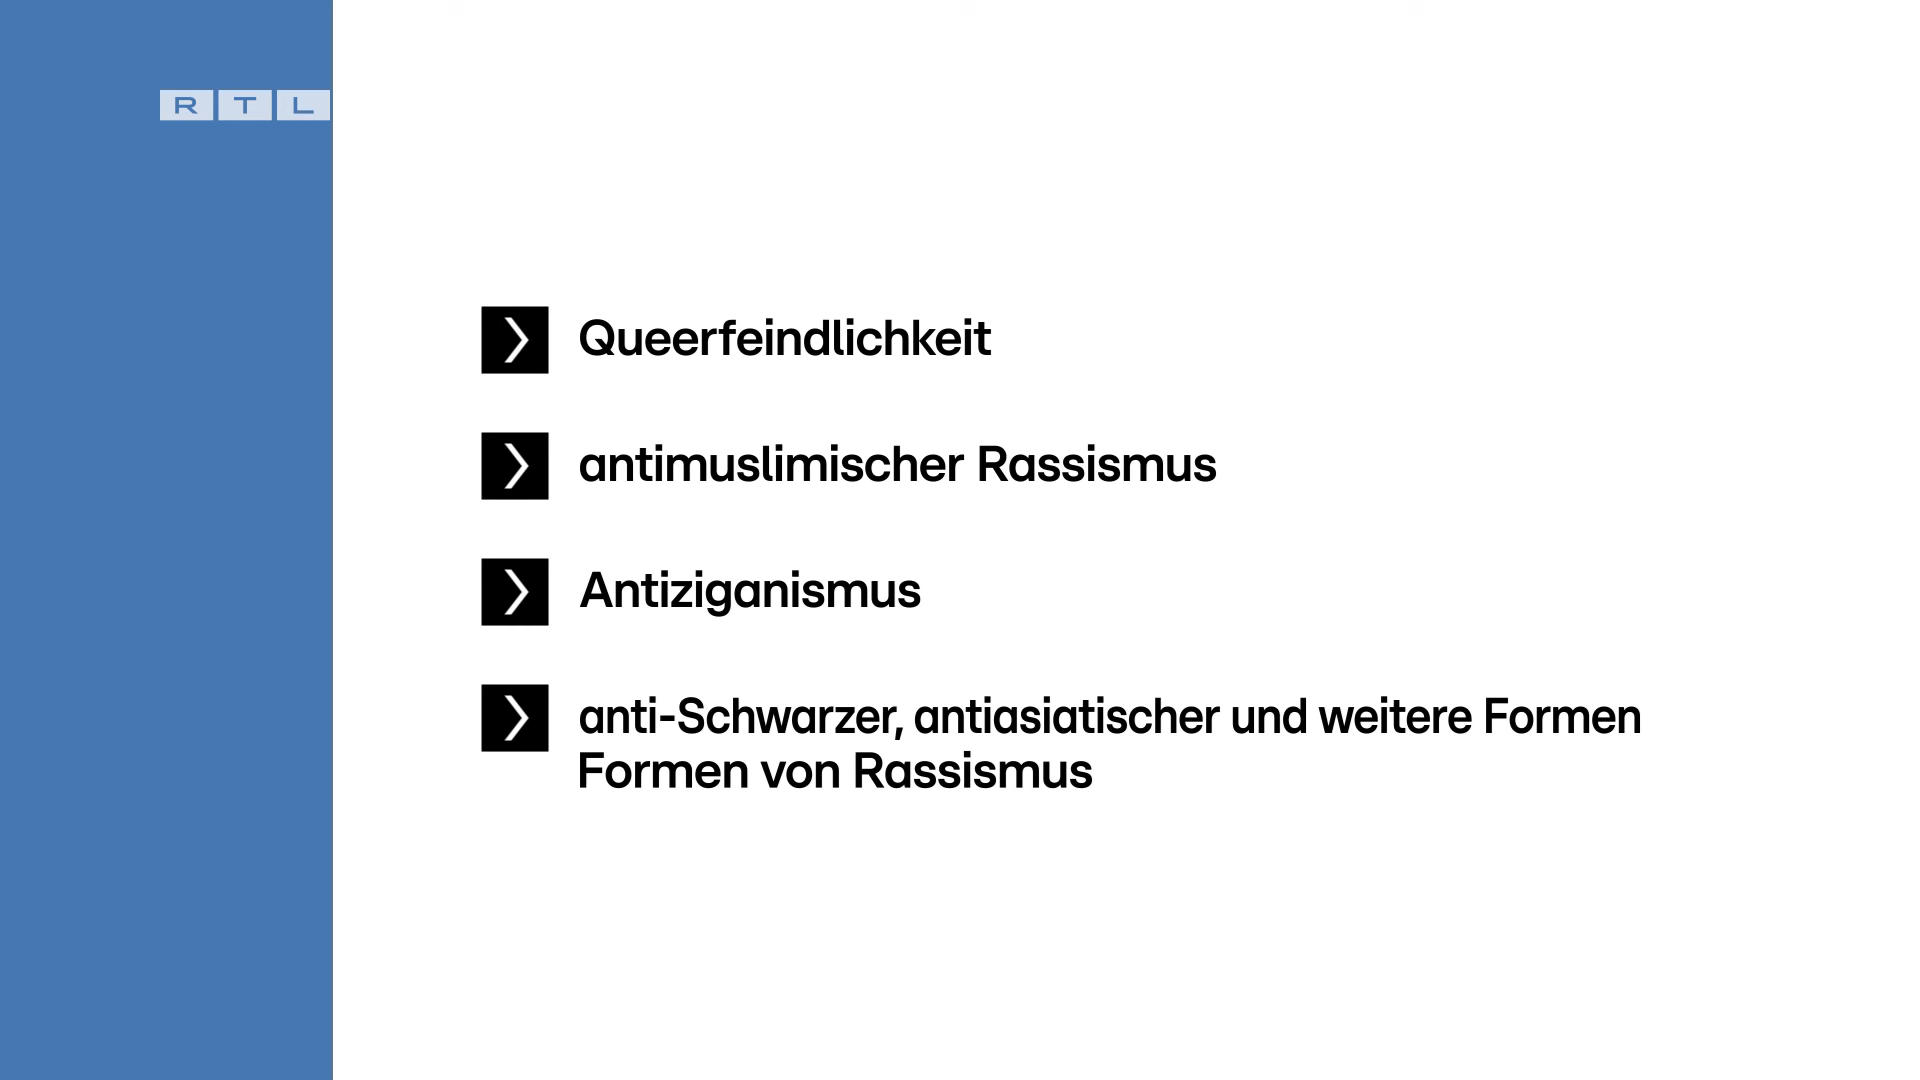 RTL
Queerfeindlichkeit
antimuslimischer Rassismus
Antiziganismus
anti-Schwarzer, antiasiatischer und weitere Formen
Formen von Rassismus